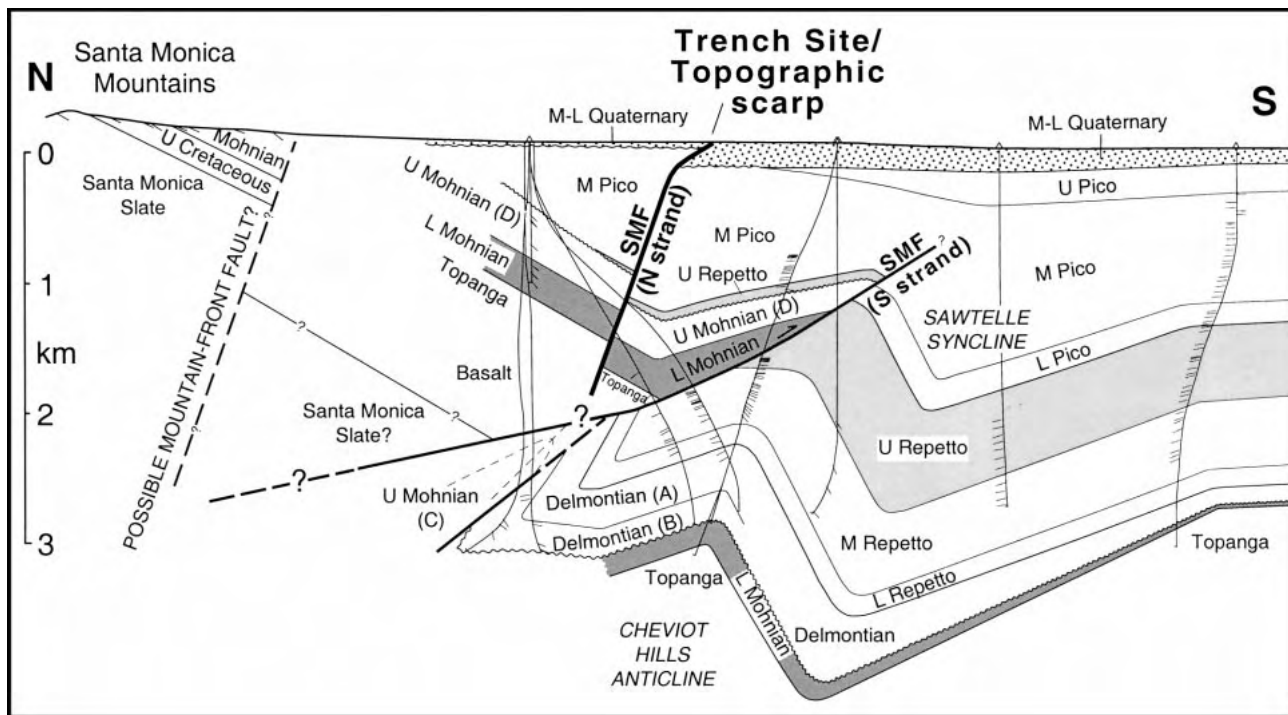 N
Santa Monica
Mountains
Trench Site/
Topographic
scarp
S
M-L Quaternary
M-L Quaternary
0
1
km
2
3
Mohnian
U Cretaceous
Santa Monica
Slate
POSSIBLE MOUNTAIN-FRONT FAULT?
?
?
U Mohnian (D)
L Mohnian
Topanga
M Pico
SMF
(N strand)
M Pico
U Repetto
U Mohnian (D)
L Mohnian
Topanga
SMF
(S strand)
?
U Pico
M Pico
SAWTELLE
SYNCLINE
L Pico
U Repetto
Basalt
?
?
Santa Monica
Slate?
?
?
U Mohnian
(C)
Delmontian (A)
Delmontian (B)
Topanga
L Mohnian
M Repetto
L Repetto
Delmontian
Topanga
CHEVIOT
HILLS
ANTICLINE